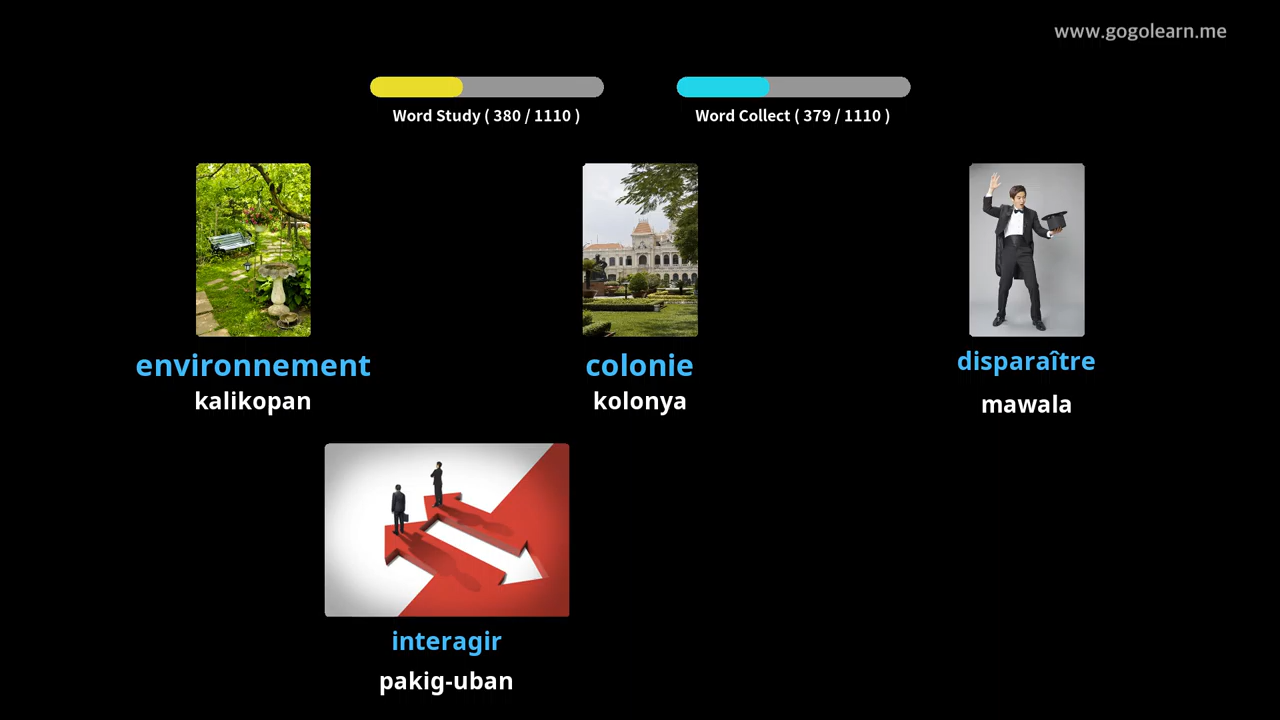 www.gogolearn.me
Word Study ( 380 / 1110 )
Word Collect ( 379 / 1110 )
environnement
kalikopan
colonie
kolonya
disparaître
mawala
interagir
pakig-uban